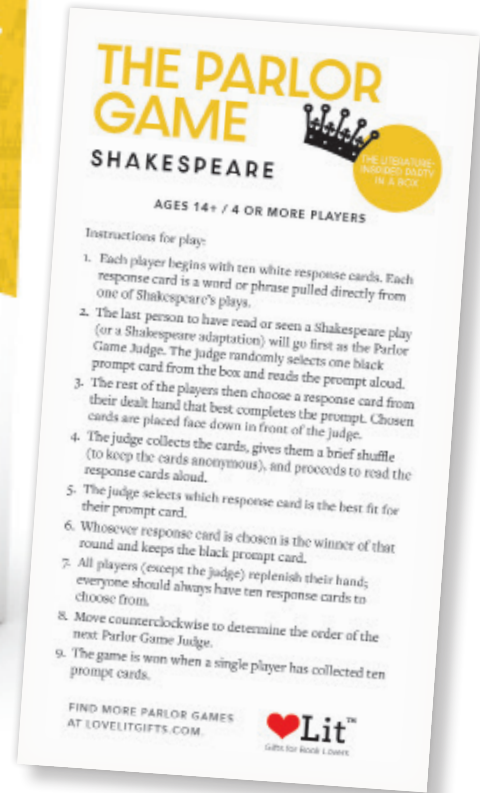 THE PARLOR
GAME
SHAKESPEARE
THE LITERATURE-
INSPIRED PARTY
IN A BOX
AGES 14+ / 4 OR MORE PLAYERS
Instructions for play:
1. Each player begins with ten white response cards. Each
response card is a word or phrase pulled directly from
one of Shakespeare's plays.
2. The last person to have read or seen a Shakespeare play
(or a Shakespeare adaptation) will go first as the Parlor
Game Judge. The judge randomly selects one black
prompt card from the box and reads the prompt aloud.
3. The rest of the players then choose a response card from
their dealt hand that best completes the prompt. Chosen
cards are placed face down in front of the judge.
4. The judge collects the cards, gives them a brief shuffle
(to keep the cards anonymous), and proceeds to read the
response cards aloud.
5. The judge selects which response card is the best fit for
their prompt card.
6. Whosever response card is chosen is the winner of that
round and keeps the black prompt card.
7. All players (except the judge) replenish their hand;
everyone should always have ten response cards to
choose from.
8. Move counterclockwise to determine the order of the
next Parlor Game Judge.
9. The game is won when a single player has collected ten
prompt cards.
FIND MORE PARLOR GAMES
AT LOVELITGIFTS.COM.
Lit™
Gifts for Book Lovers